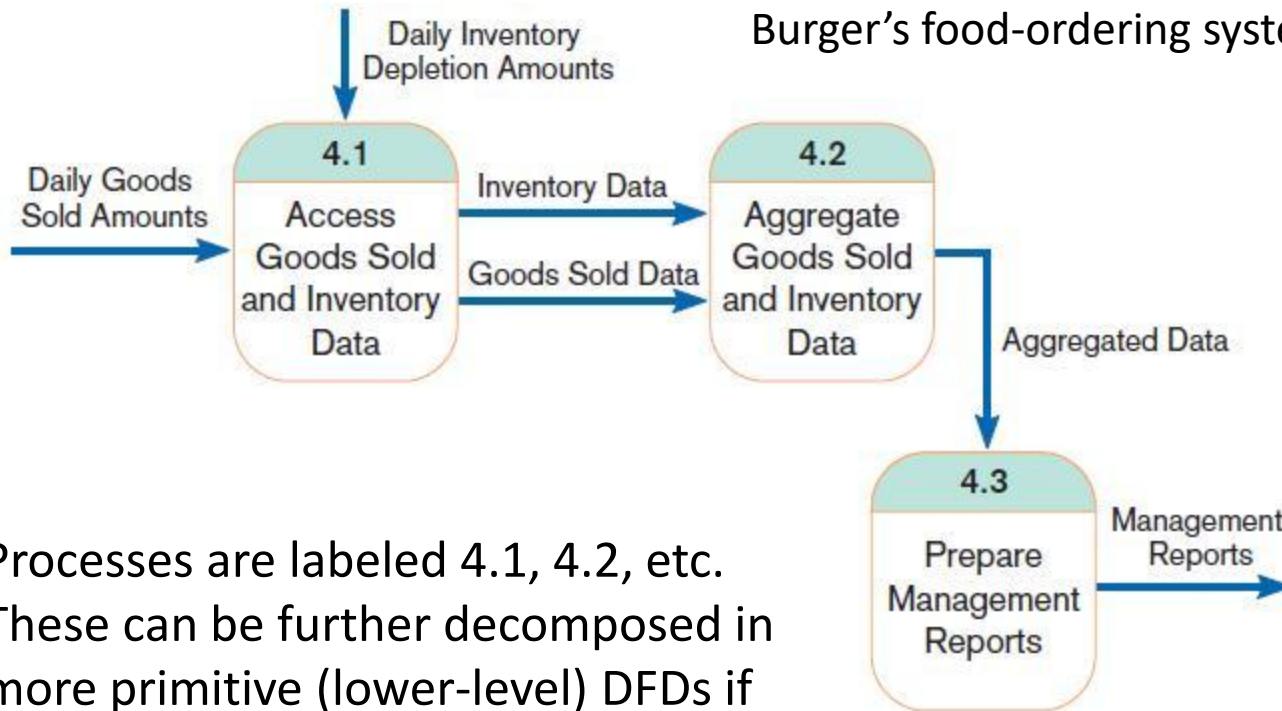 Burger’s food-ordering
Daily Inventory
Depletion Amounts
4.1
4.2
Daily Goods
Sold Amounts
Access
Goods Sold
and Inventory
Data
Inventory Data
Goods Sold Data
Aggregate
Goods Sold
and Inventory
Data
Aggregated Data
4.3
Prepare
Management
Reports
Management
Reports
Processes are labeled 4.1, 4.2, etc.
These can be further decomposed in
more primitive (lower-level) DFDs if